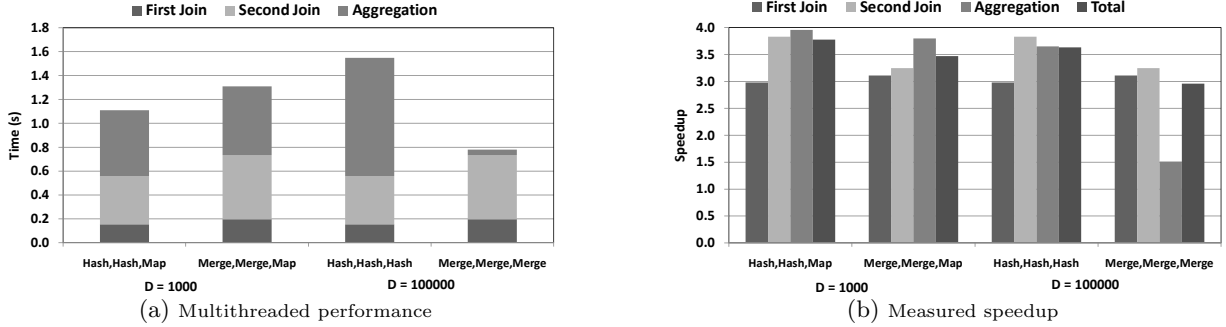 First Join Second Join Aggregation
1.8
1.6
1.4
1.2
1.0
0.8
0.6
0.4
0.2
0.0
Time (s)
Hash,Hash,Map Merge,Merge,Map Hash,Hash,Hash Merge,Merge,Merge
D = 1000 D = 100000
(a) Multithreaded performance
First Join Second Join Aggregation Total
4.0
3.5
3.0
2.5
2.0
1.5
1.0
0.5
0.0
Speedup
Hash,Hash,Map Merge,Merge,Map Hash,Hash,Hash Merge,Merge,Merge
D = 1000 D = 100000
(b) Measured speedup